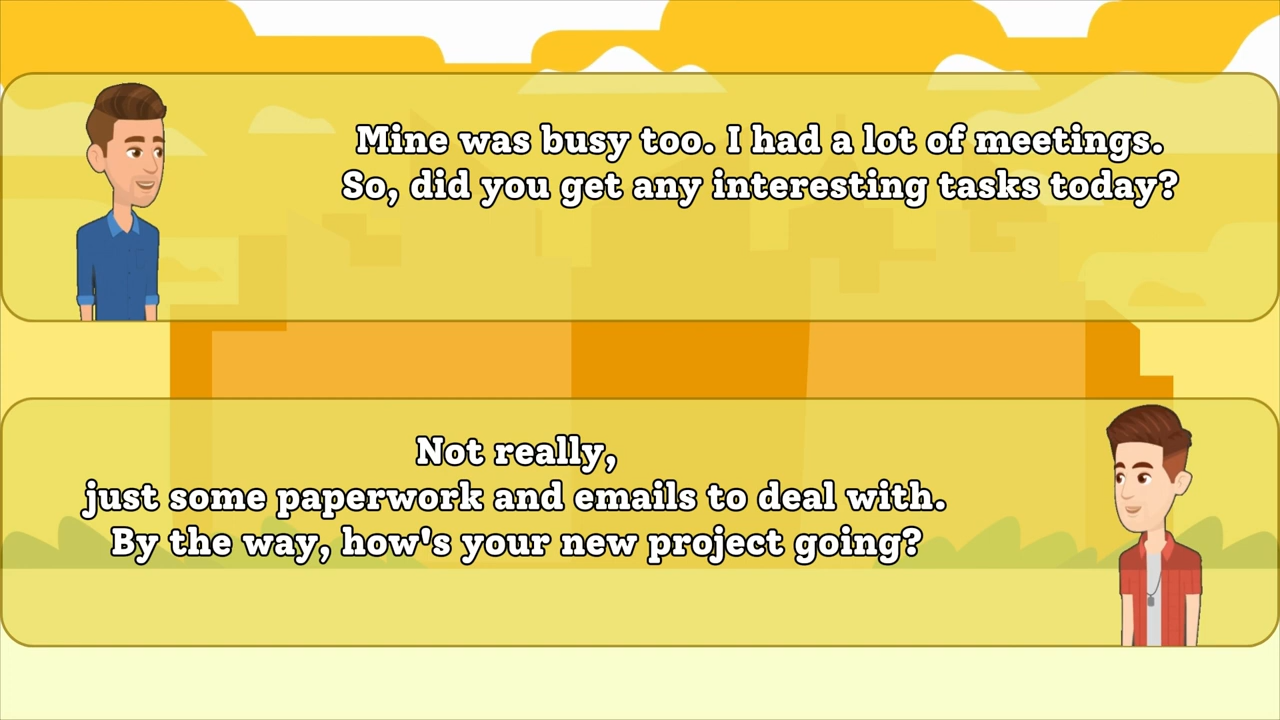 Mine was busy too. I had a lot of meetings.
So, did you get any interesting tasks today?
Not really,
just some paperwork and emails to deal with.
By the way, how's your new project going?